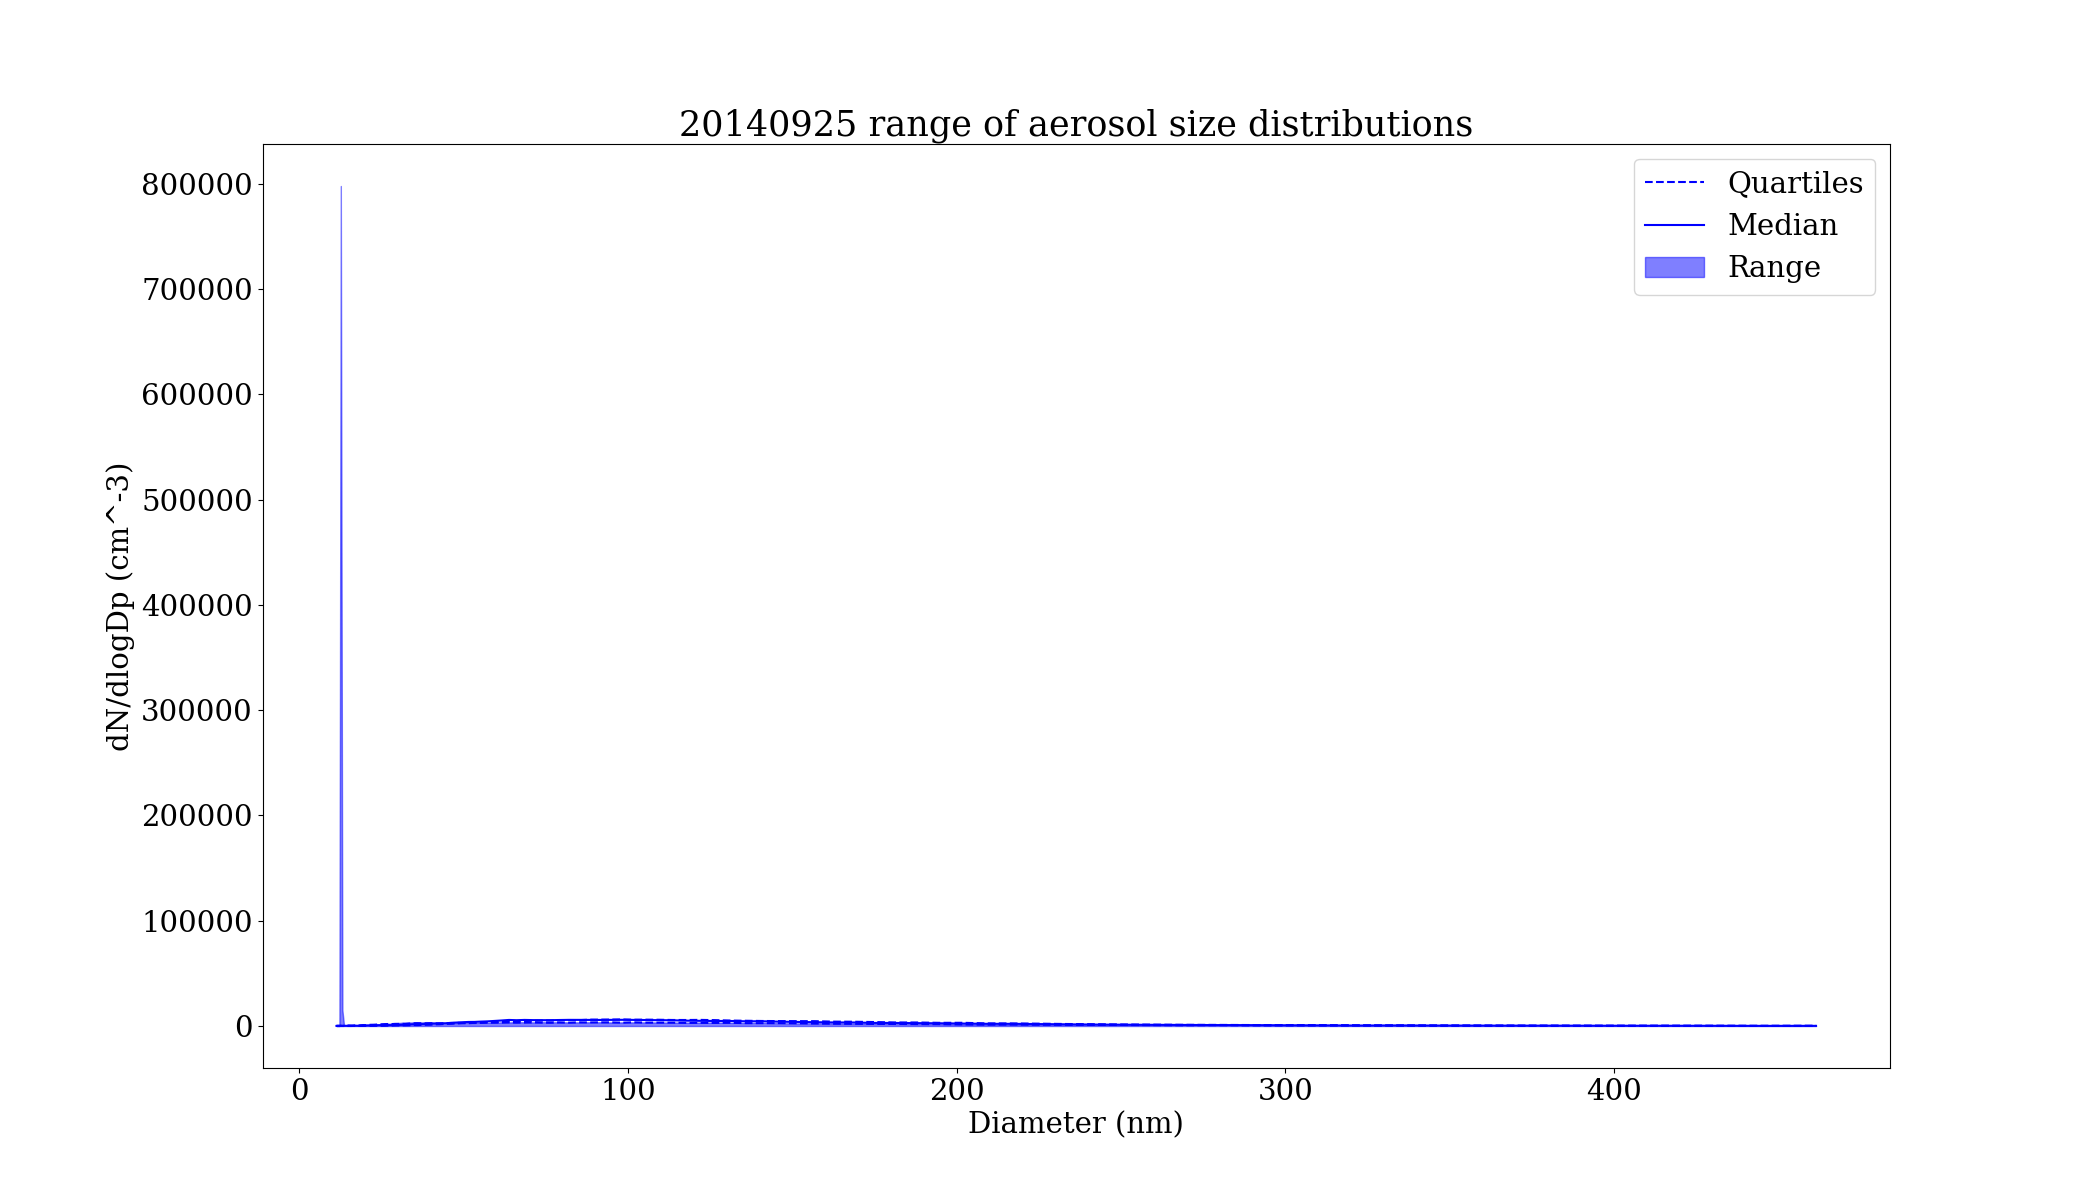 20140925 range of aerosol size distributions
Quartiles
Median
Range
800000
700000
600000
500000
400000
300000
200000
100000
0
dN/dlogDp (cm^-3)
0 100 200 300 400
Diameter (nm)